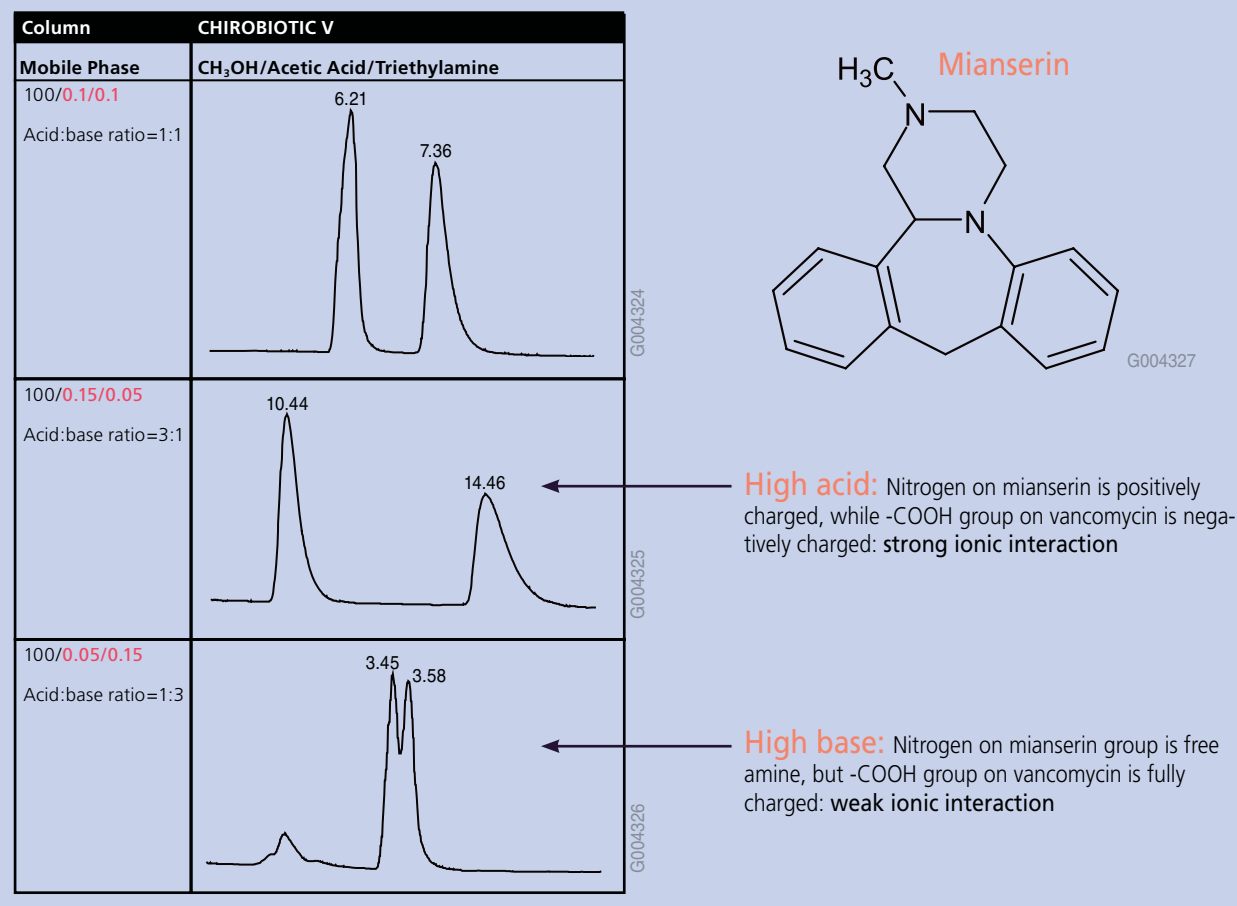 Column CHIROBIOTIC V
Mobile Phase CH₃OH/Acetic Acid/Triethylamine
100/0.1/0.1
Acid:base ratio=1:1
6.21
7.36
G004324
100/0.15/0.05
Acid:base ratio=3:1
10.44
14.46
G004325
100/0.05/0.15
Acid:base ratio=1:3
3.45
3.58
G004326
Mianserin
H₃C
N
N
G004327
High acid: Nitrogen on mianserin is positively
charged, while -COOH group on vancomycin is nega-
tively charged: strong ionic interaction
High base: Nitrogen on mianserin group is free
amine, but -COOH group on vancomycin is fully
charged: weak ionic interaction